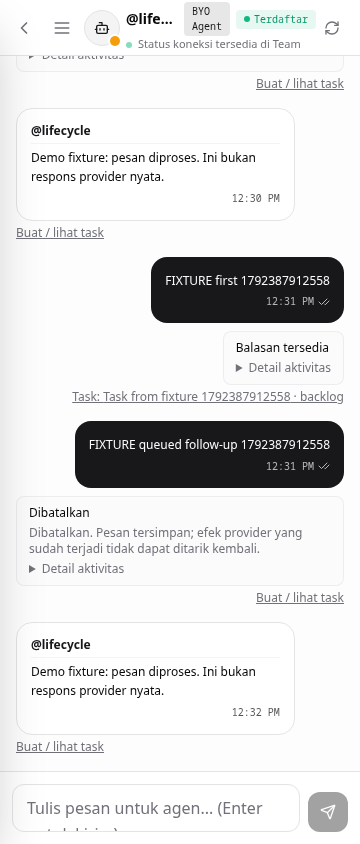 @life...
BYO
Agent
Terdaftar
Status koneksi tersedia di Team
Detail aktivitas
Buat / lihat task
@lifecycle
Demo fixture: pesan diproses. Ini bukan
respons provider nyata.
12:30 PM
Buat / lihat task
FIXTURE first 1792387912558
12:31 PM
Balasan tersedia
Detail aktivitas
Task: Task from fixture 1792387912558 · backlog
FIXTURE queued follow-up 1792387912558
12:31 PM
Dibatalkan
Dibatalkan. Pesan tersimpan; efek provider yang
sudah terjadi tidak dapat ditarik kembali.
Detail aktivitas
Buat / lihat task
@lifecycle
Demo fixture: pesan diproses. Ini bukan
respons provider nyata.
12:32 PM
Buat / lihat task
Tulis pesan untuk agen... (Enter